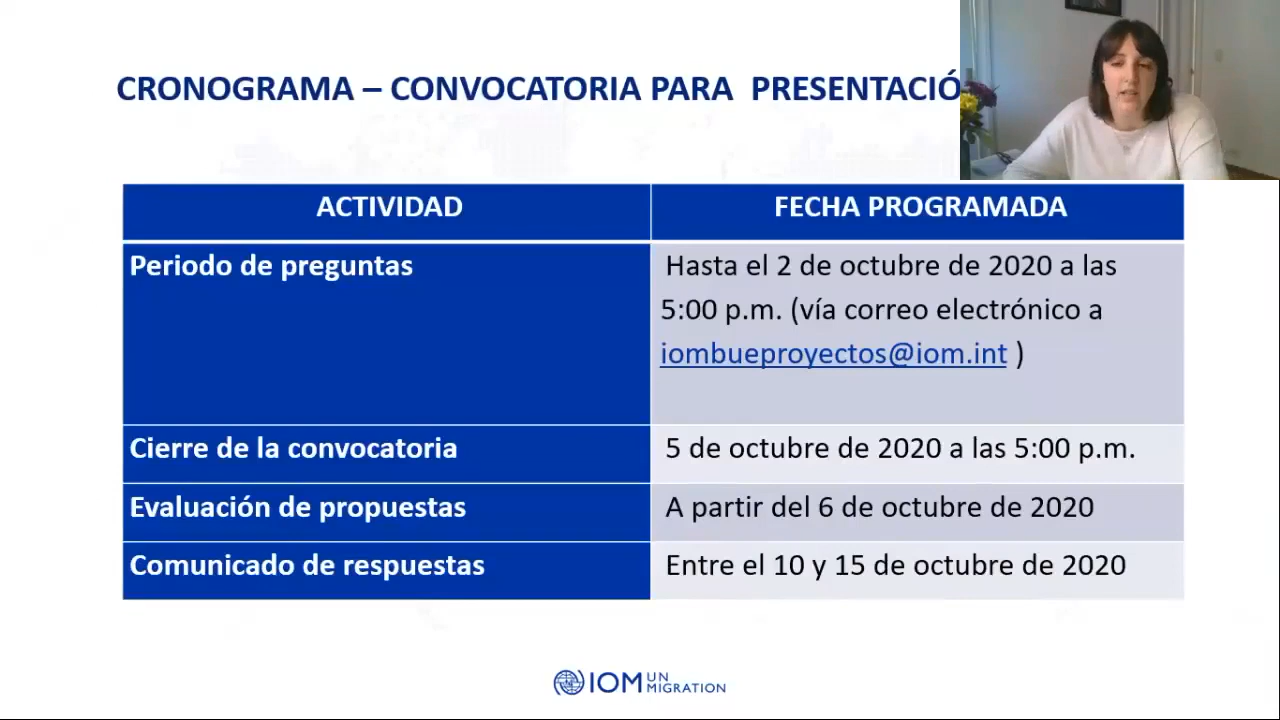 CRONOGRAMA – CONVOCATORIA PARA PRESENTACIÓ
ACTIVIDAD
FECHA PROGRAMADA
Periodo de preguntas
Hasta el 2 de octubre de 2020 a las
5:00 p.m. (vía correo electrónico a
iombueproyectos@iom.int )
Cierre de la convocatoria
5 de octubre de 2020 a las 5:00 p.m.
Evaluación de propuestas
A partir del 6 de octubre de 2020
Comunicado de respuestas
Entre el 10 y 15 de octubre de 2020
IOM UN
MIGRATION